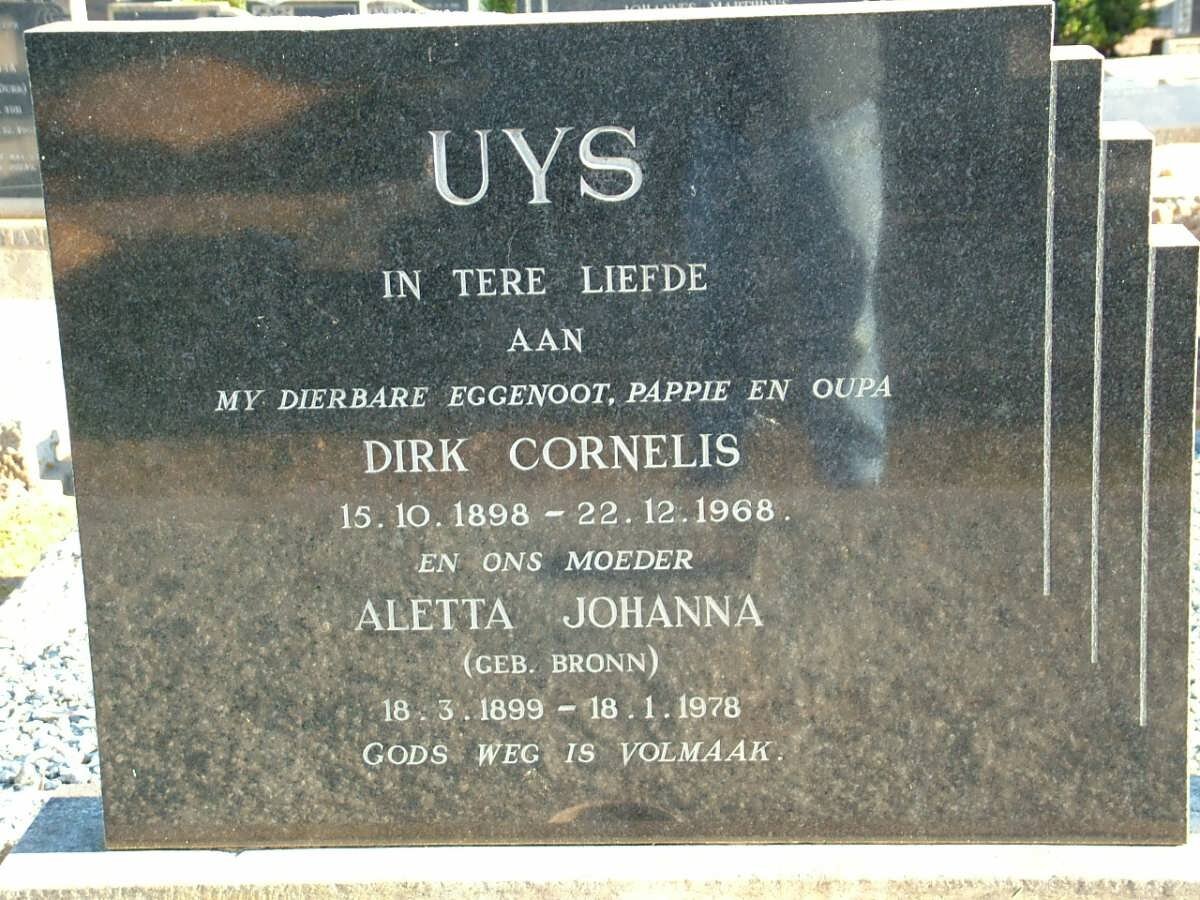 UYS
IN TERE LIEFDE
AAN
MY DIERBARE EGGENOOT, PAPPIE EN OUPA
DIRK CORNELIS
15.10.1898 – 22.12.1968.
EN ONS MOEDER
ALETTA JOHANNA
(GEB. BRONN)
18.3.1899 – 18.1.1978
GODS WEG IS VOLMAAK.